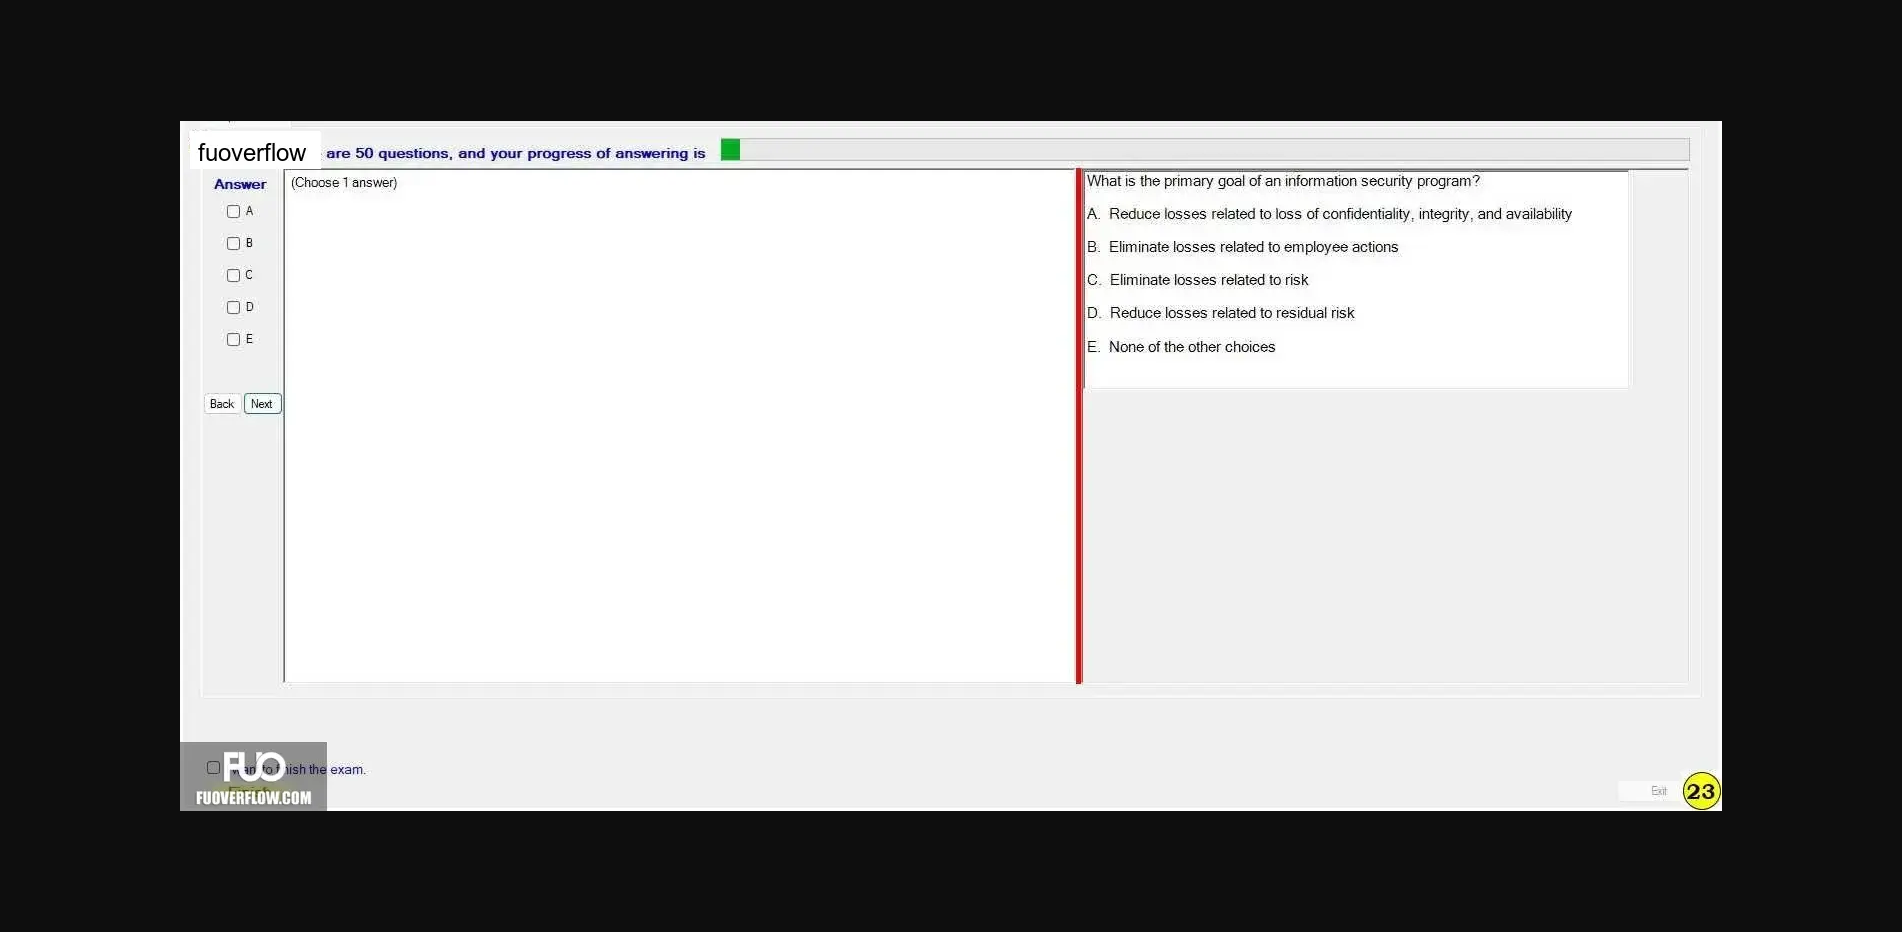 fuoverflow are 50 questions, and your progress of answering is
Answer
A
B
C
D
E
Back Next
(Choose 1 answer)
What is the primary goal of an information security program?
A. Reduce losses related to loss of confidentiality, integrity, and availability
B. Eliminate losses related to employee actions
C. Eliminate losses related to risk
D. Reduce losses related to residual risk
E. None of the other choices
FUO
to finish the exam.
FUOVERFLOW.COM
Exit
23